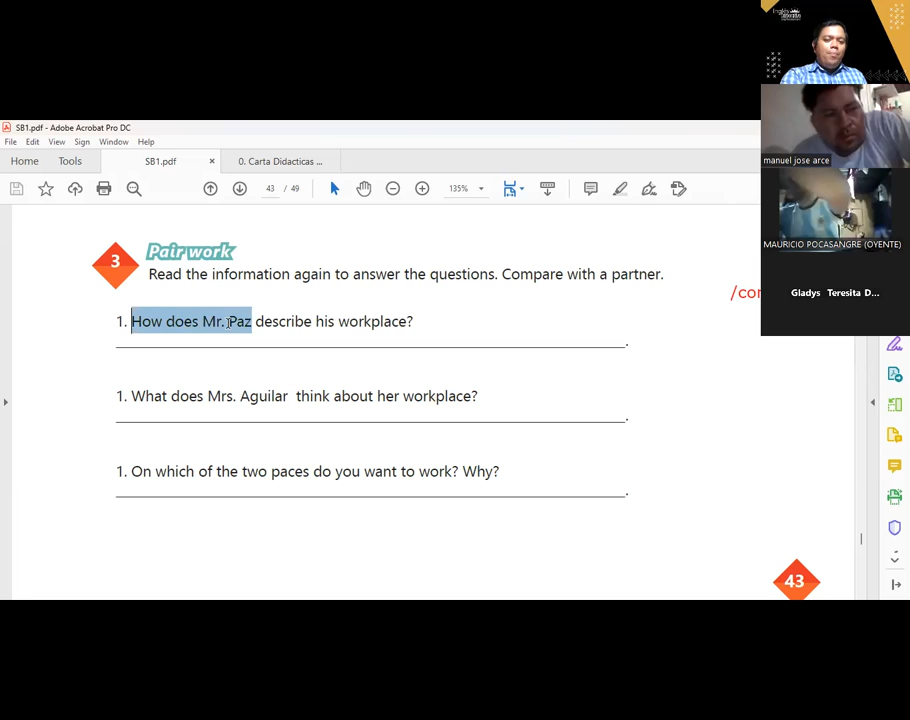 Inglés
SB1.pdf - Adobe Acrobat Pro DC
File Edit View Sign Window Help
Home Tools SB1.pdf × 0. Carta Didacticas ...
43 / 49 135%
manuel jose arce
MAURICIO POCASANGRE (OYENTE)
Gladys Teresita D...
3 Pair work
Read the information again to answer the questions. Compare with a partner.
/cor
1. How does Mr. Paz describe his workplace?
1. What does Mrs. Aguilar think about her workplace?
1. On which of the two paces do you want to work? Why?
43